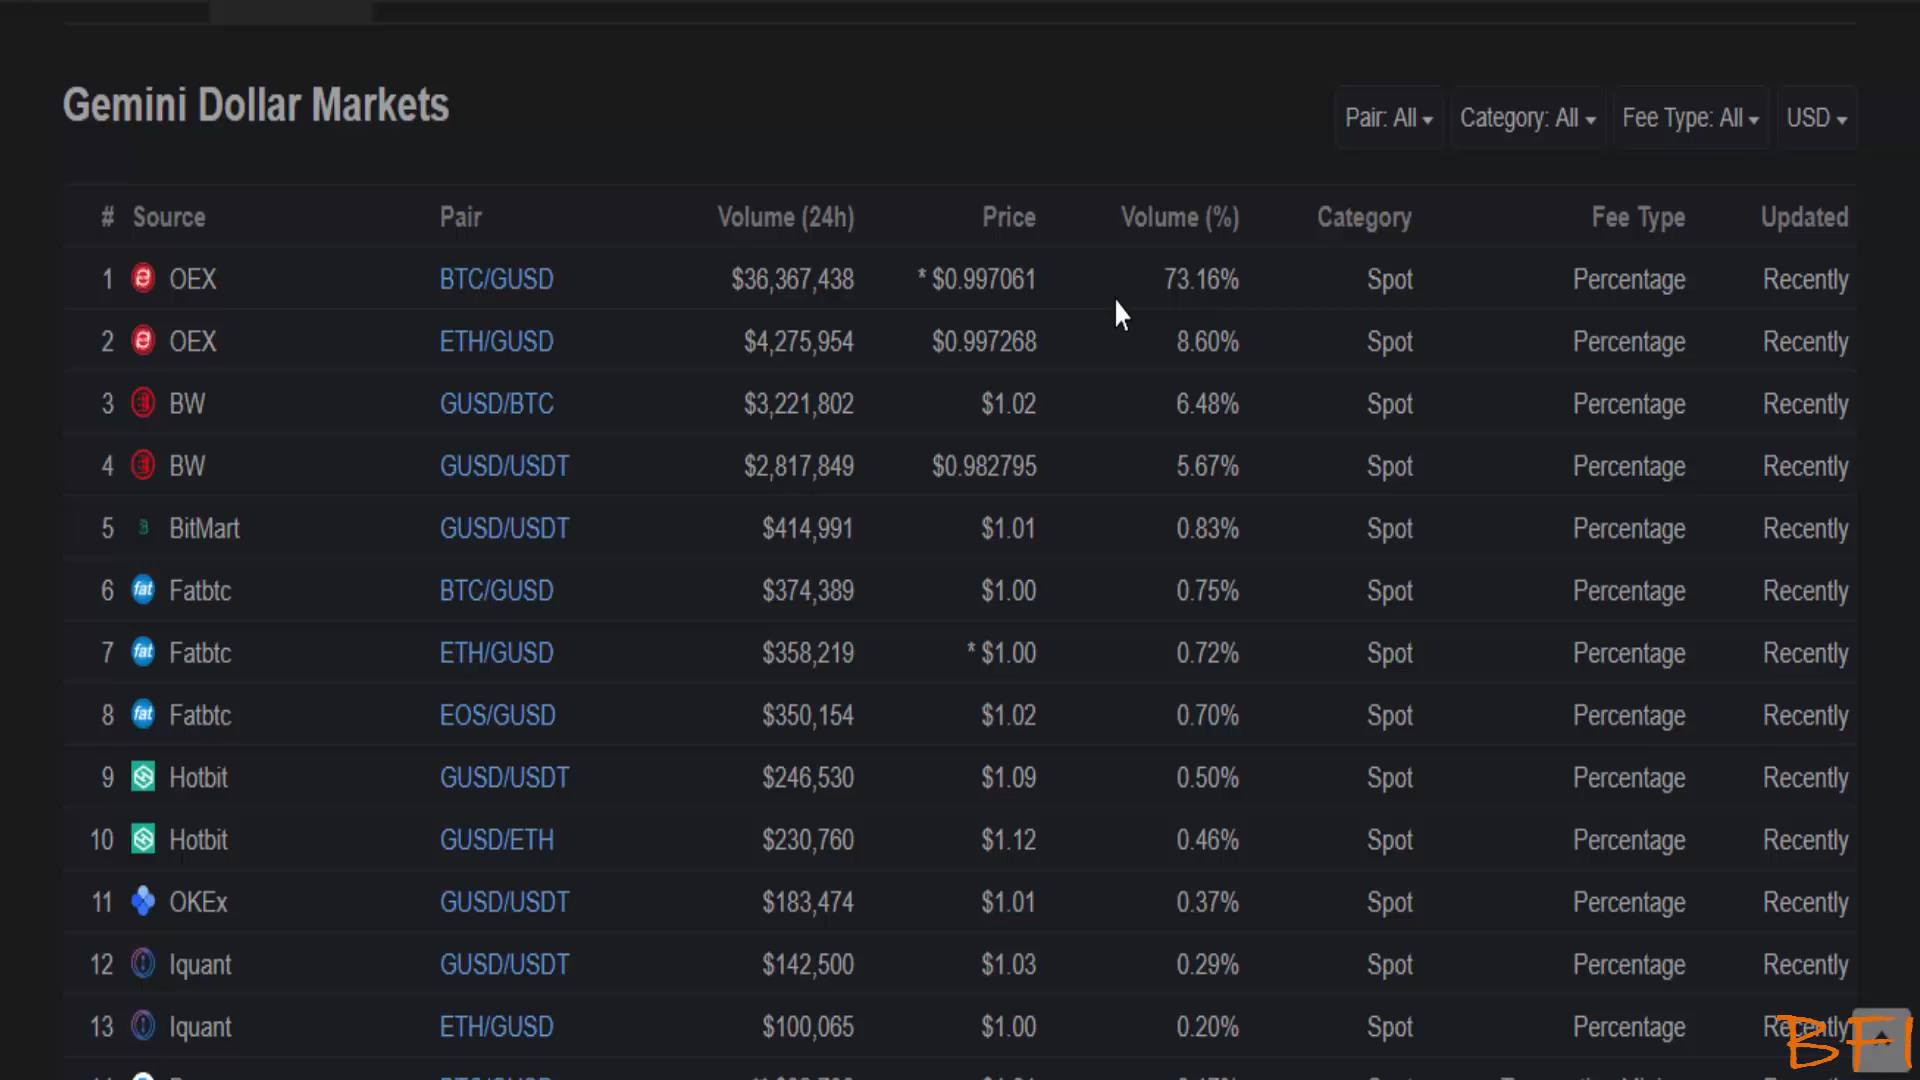 Gemini Dollar Markets
Pair: All Category: All Fee Type: All USD
# Source Pair Volume (24h) Price Volume (%) Category Fee Type Updated
1 OEX BTC/GUSD $36,367,438 * $0.997061 73.16% Spot Percentage Recently
2 OEX ETH/GUSD $4,275,954 $0.997268 8.60% Spot Percentage Recently
3 BW GUSD/BTC $3,221,802 $1.02 6.48% Spot Percentage Recently
4 BW GUSD/USDT $2,817,849 $0.982795 5.67% Spot Percentage Recently
5 BitMart GUSD/USDT $414,991 $1.01 0.83% Spot Percentage Recently
6 fat Fatbtc BTC/GUSD $374,389 $1.00 0.75% Spot Percentage Recently
7 fat Fatbtc ETH/GUSD $358,219 * $1.00 0.72% Spot Percentage Recently
8 fat Fatbtc EOS/GUSD $350,154 $1.02 0.70% Spot Percentage Recently
9 Hotbit GUSD/USDT $246,530 $1.09 0.50% Spot Percentage Recently
10 Hotbit GUSD/ETH $230,760 $1.12 0.46% Spot Percentage Recently
11 OKEx GUSD/USDT $183,474 $1.01 0.37% Spot Percentage Recently
12 Iquant GUSD/USDT $142,500 $1.03 0.29% Spot Percentage Recently
13 Iquant ETH/GUSD $100,065 $1.00 0.20% Spot Percentage Recently
BFI